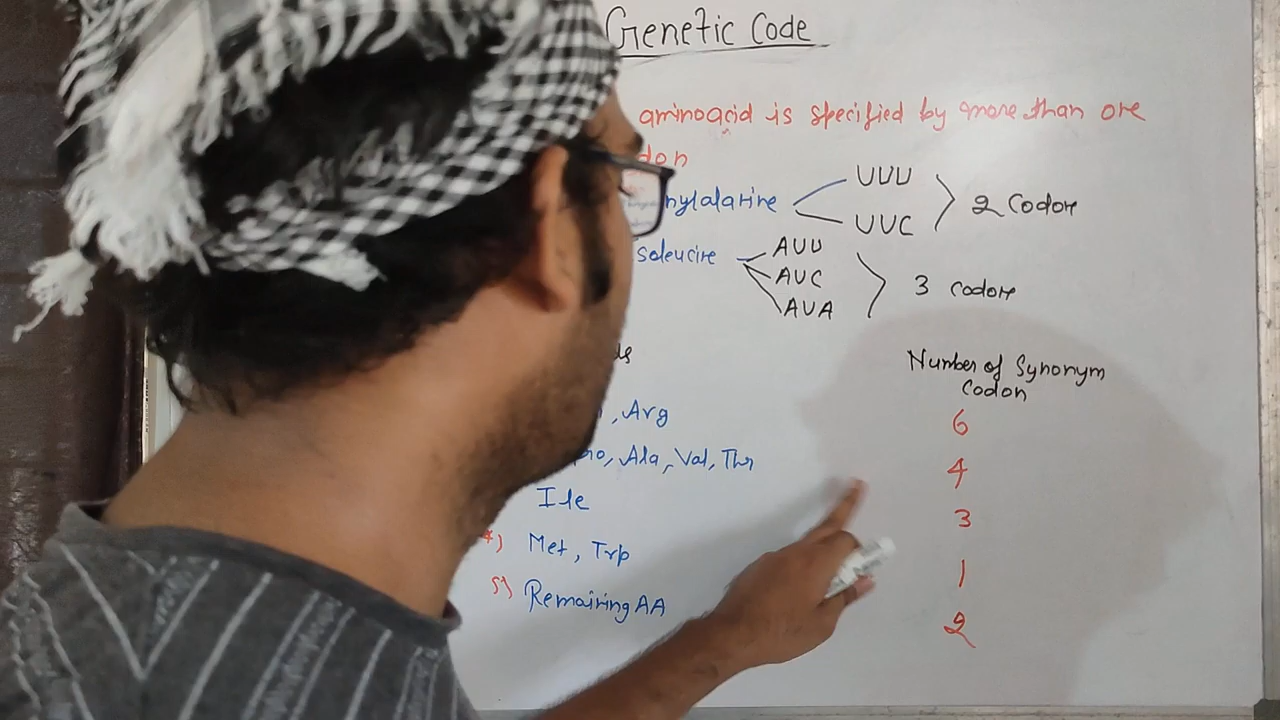 Genetic Code
aminoacid is specified by more than one
don
nylalanine UUU
UUC 2 Codon
soleucine AUU
AUC
AUA 3 codon
ds Number of Synonym
Codon
, Arg 6
ro, Ala, Val, Thr 4
Ile 3
4) Met, Trp 1
5) Remaining AA 2